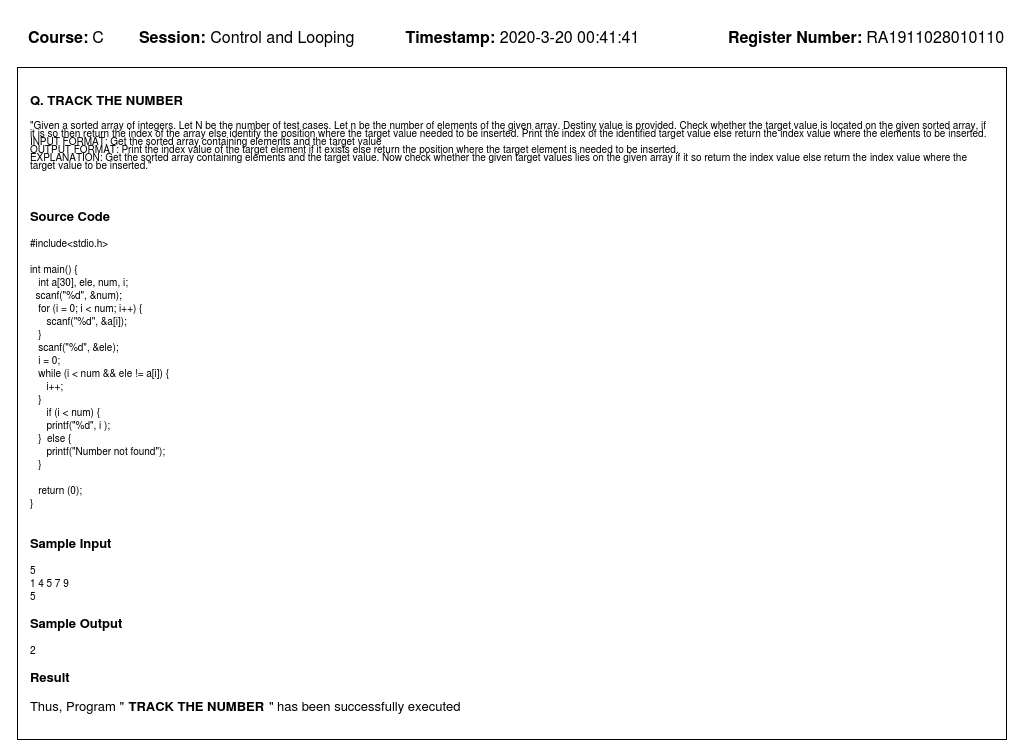 Course: C Session: Control and Looping Timestamp: 2020-3-20 00:41:41 Register Number: RA1911028010110
Q. TRACK THE NUMBER
"Given a sorted array of integers. Let N be the number of test cases. Let n be the number of elements of the given array. Destiny value is provided. Check whether the target value is located on the given sorted array, if
it is so then return the index of the array else identify the position where the target value needed to be inserted. Print the index of the identified target value else return the index value where the elements to be inserted.
INPUT FORMAT: Get the sorted array containing elements and the target value
OUTPUT FORMAT: Print the index value of the target element if it exists else return the position where the target element is needed to be inserted.
EXPLANATION: Get the sorted array containing elements and the target value. Now check whether the given target values lies on the given array if it so return the index value else return the index value where the
target value to be inserted."
Source Code
#include<stdio.h>
int main() {
int a[30], ele, num, i;
scanf("%d", &num);
for (i = 0; i < num; i++) {
scanf("%d", &a[i]);
}
scanf("%d", &ele);
i = 0;
while (i < num && ele != a[i]) {
i++;
}
if (i < num) {
printf("%d", i );
} else {
printf("Number not found");
}
return (0);
}
Sample Input
5
1 4 5 7 9
5
Sample Output
2
Result
Thus, Program " TRACK THE NUMBER " has been successfully executed